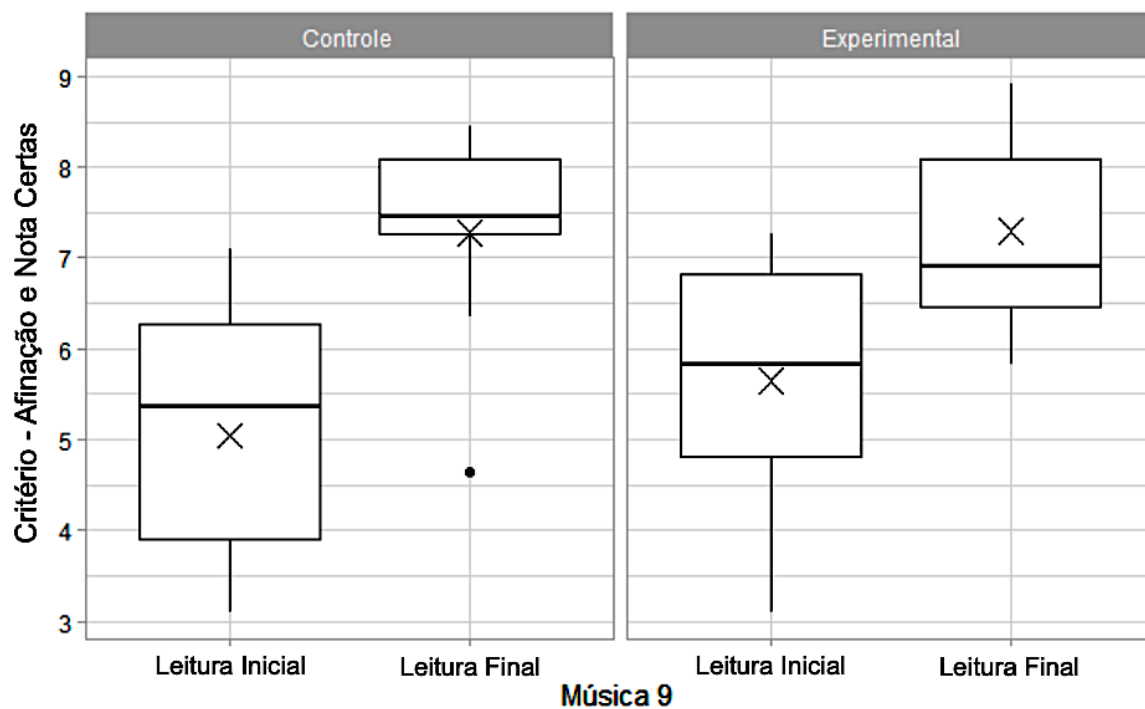 Controle
Experimental
Critério - Afinação e Nota Certas
9
8
7
6
5
4
3
Leitura Inicial
Leitura Final
Leitura Inicial
Leitura Final
Música 9